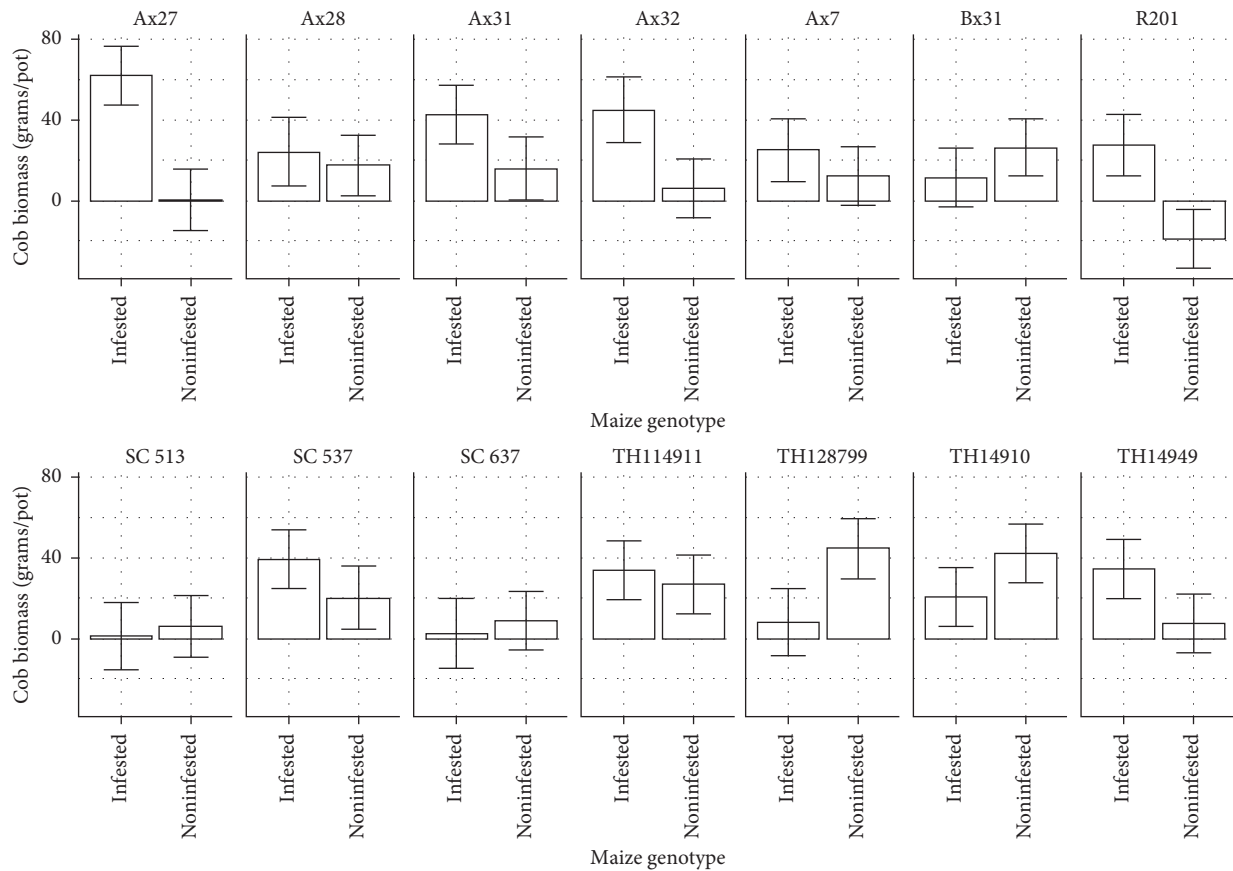 Ax27 Ax28 Ax31 Ax32 Ax7 Bx31 R201
80
40
0
Cob biomass (grams/pot)
Infested Noninfested Infested Noninfested Infested Noninfested Infested Noninfested Infested Noninfested Infested Noninfested Infested Noninfested
Maize genotype
SC 513 SC 537 SC 637 TH114911 TH128799 TH14910 TH14949
80
40
0
Cob biomass (grams/pot)
Infested Noninfested Infested Noninfested Infested Noninfested Infested Noninfested Infested Noninfested Infested Noninfested Infested Noninfested
Maize genotype